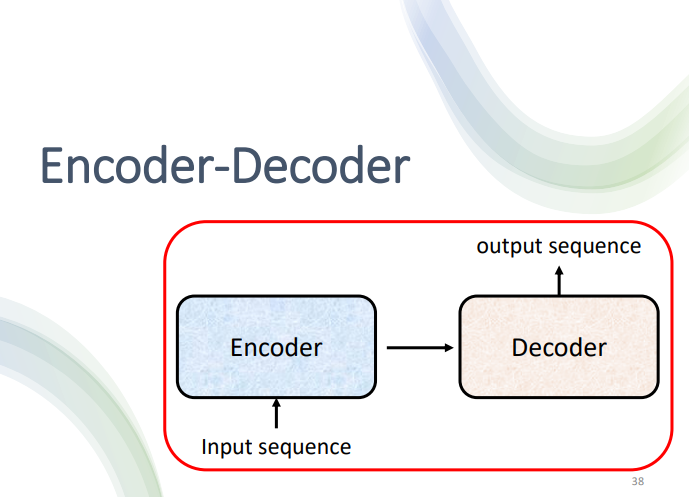 Encoder-Decoder
output sequence
Encoder
Decoder
Input sequence
38